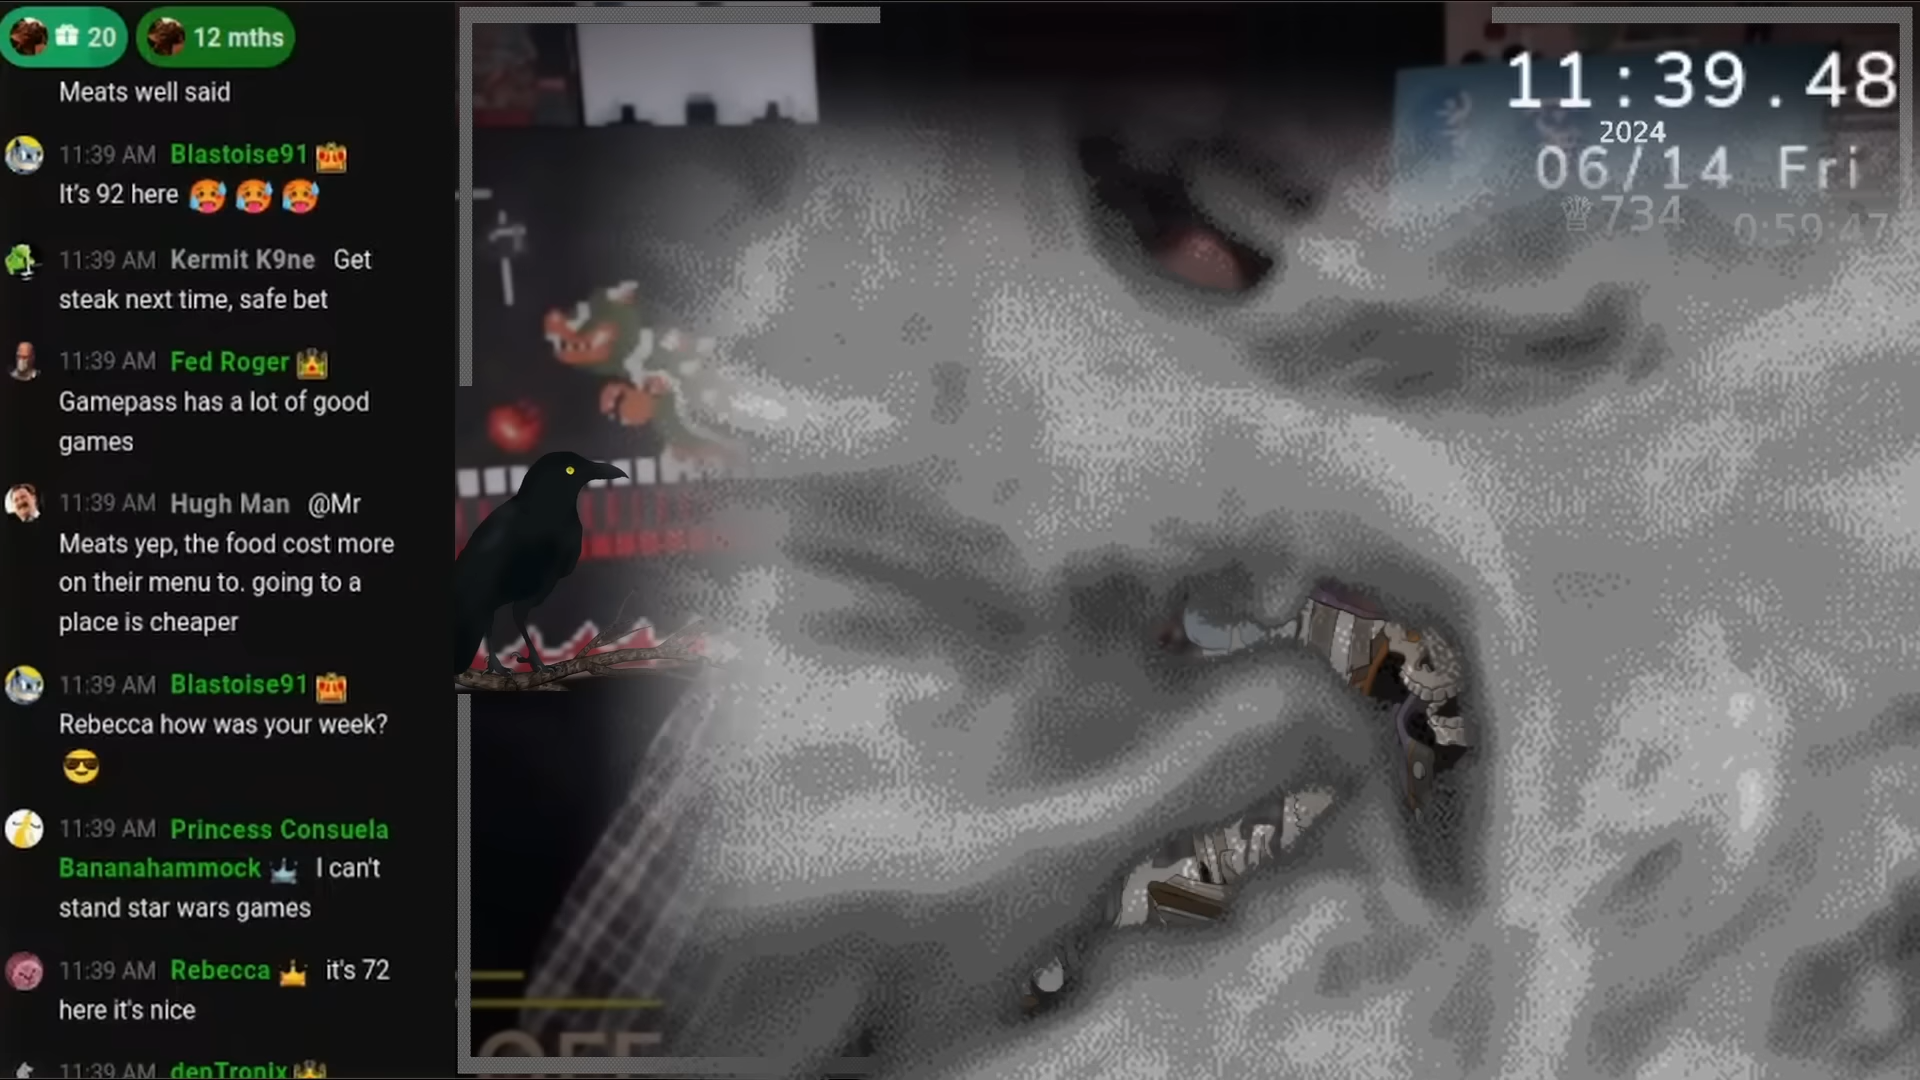 20
12 mths
Meats well said
11:39 AM Blastoise91
It's 92 here 🥵 🥵 🥵
11:39 AM Kermit K9ne Get
steak next time, safe bet
11:39 AM Fed Roger
Gamepass has a lot of good
games
11:39 AM Hugh Man @Mr
Meats yep, the food cost more
on their menu to. going to a
place is cheaper
11:39 AM Blastoise91
Rebecca how was your week?
😎
11:39 AM Princess Consuela
Bananahammock I can't
stand star wars games
11:39 AM Rebecca it's 72
here it's nice
11:39 AM denTronix
11:39.48
2024
06/14 Fri
♕734 0:59:47
OFF